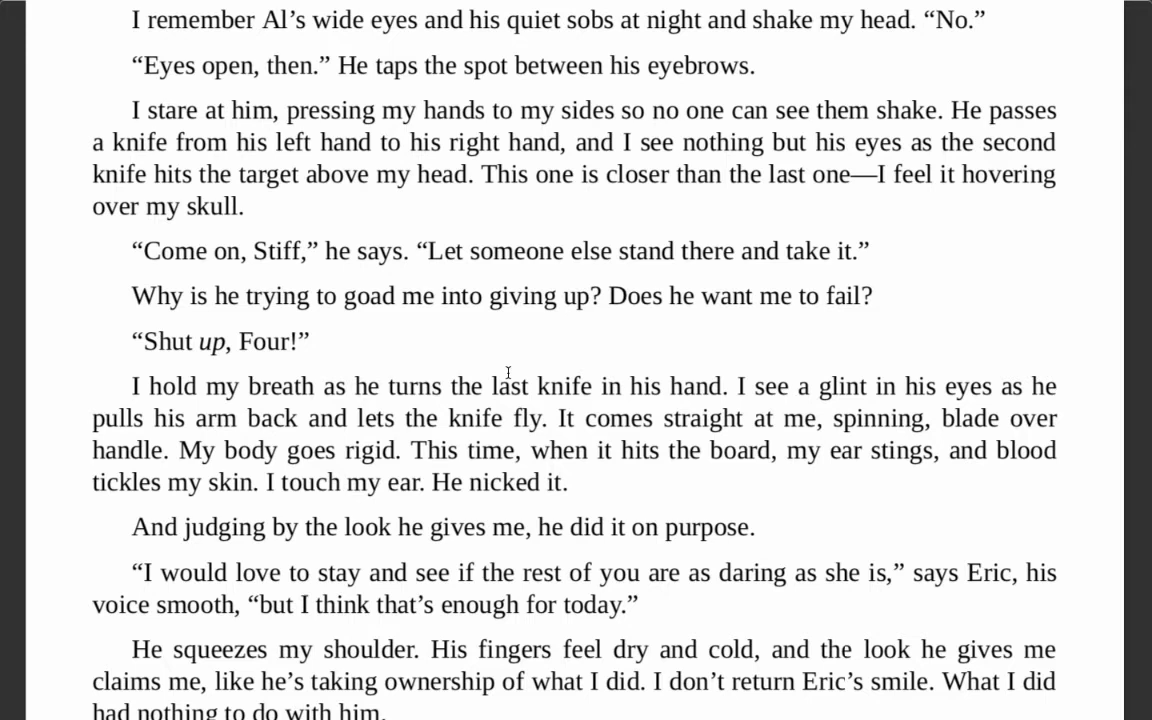 I remember Al’s wide eyes and his quiet sobs at night and shake my head. “No.”
“Eyes open, then.” He taps the spot between his eyebrows.
I stare at him, pressing my hands to my sides so no one can see them shake. He passes
a knife from his left hand to his right hand, and I see nothing but his eyes as the second
knife hits the target above my head. This one is closer than the last one—I feel it hovering
over my skull.
“Come on, Stiff,” he says. “Let someone else stand there and take it.”
Why is he trying to goad me into giving up? Does he want me to fail?
“Shut up, Four!”
I hold my breath as he turns the last knife in his hand. I see a glint in his eyes as he
pulls his arm back and lets the knife fly. It comes straight at me, spinning, blade over
handle. My body goes rigid. This time, when it hits the board, my ear stings, and blood
tickles my skin. I touch my ear. He nicked it.
And judging by the look he gives me, he did it on purpose.
“I would love to stay and see if the rest of you are as daring as she is,” says Eric, his
voice smooth, “but I think that’s enough for today.”
He squeezes my shoulder. His fingers feel dry and cold, and the look he gives me
claims me, like he’s taking ownership of what I did. I don’t return Eric’s smile. What I did
had nothing to do with him.